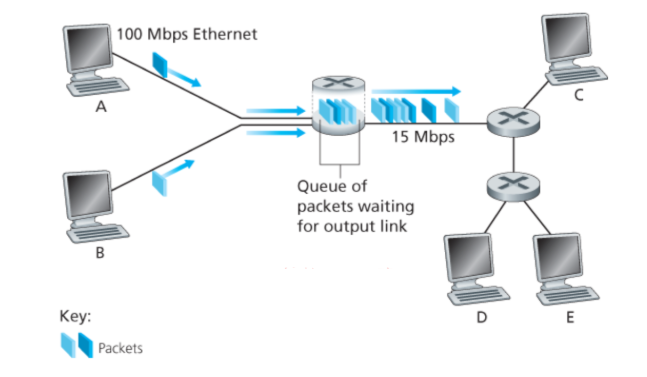 100 Mbps Ethernet
A
C
15 Mbps
Queue of
packets waiting
for output link
B
D
E
Key:
Packets